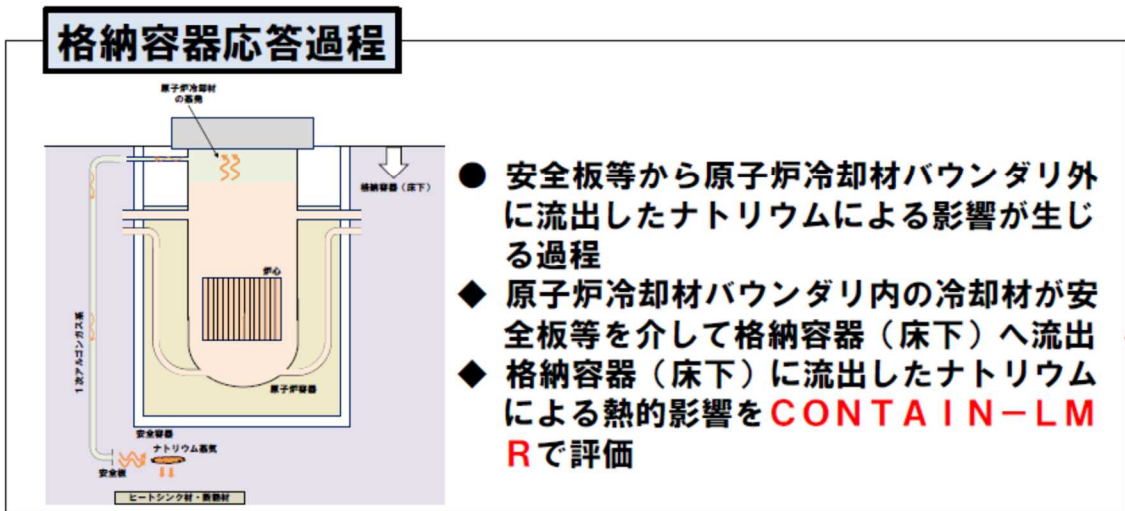 格納容器応答過程
原子炉冷却材
の蒸発
格納容器（床下）
炉心
１次アルゴンガス系
原子炉容器
安全容器
ナトリウム蒸気
安全板
ヒートシンク材・断熱材
● 安全板等から原子炉冷却材バウンダリ外
に流出したナトリウムによる影響が生じ
る過程
◆ 原子炉冷却材バウンダリ内の冷却材が安
全板等を介して格納容器（床下）へ流出
◆ 格納容器（床下）に流出したナトリウム
による熱的影響をＣＯＮＴＡＩＮ－ＬＭ
Ｒで評価